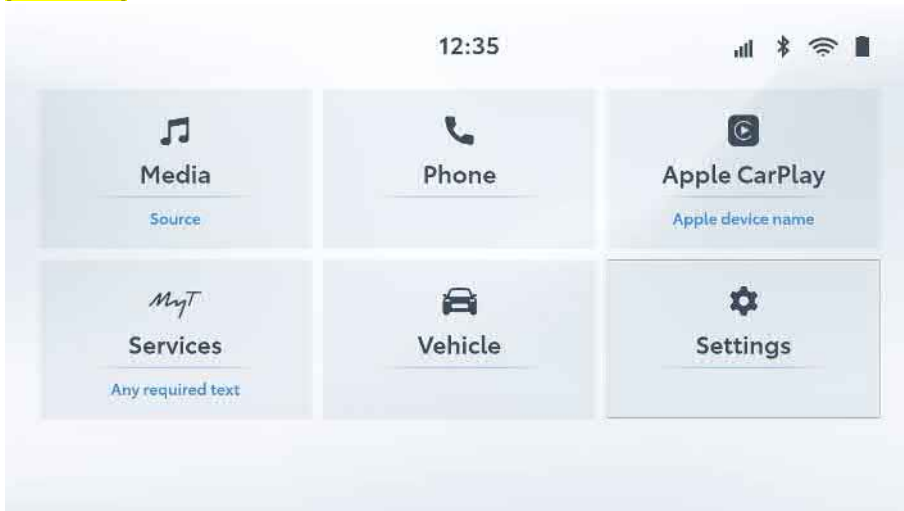 12:35
Media
Source
Phone
Apple CarPlay
Apple device name
MyT
Services
Any required text
Vehicle
Settings